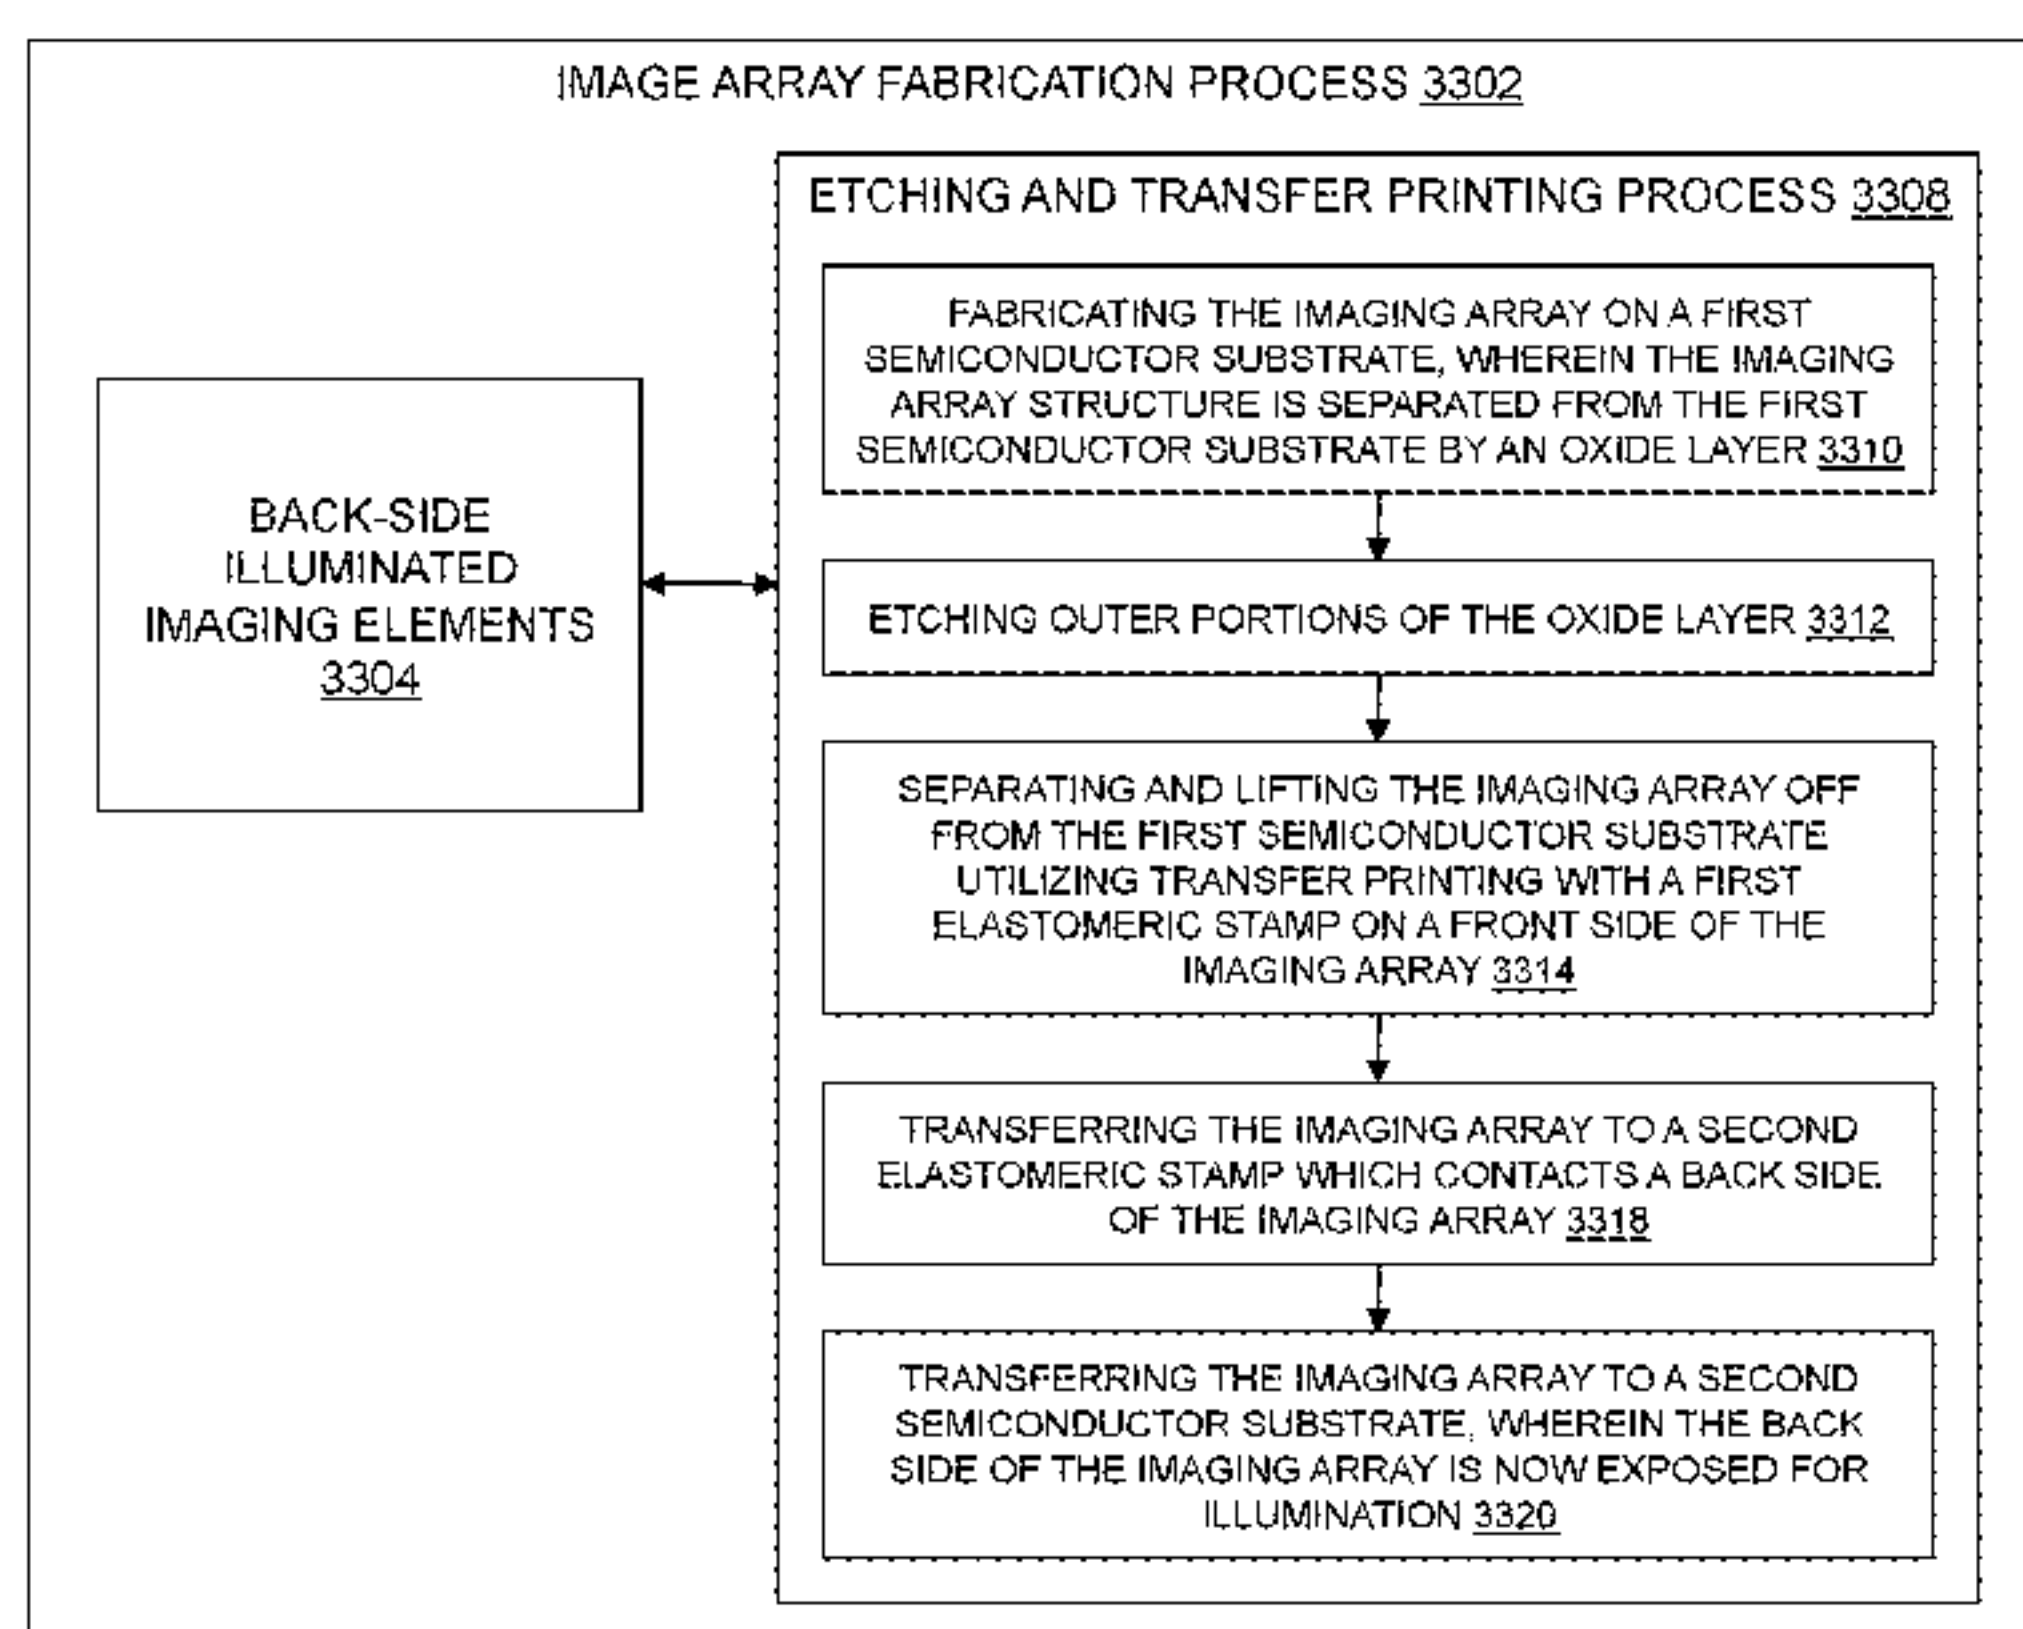 IMAGE ARRAY FABRICATION PROCESS 3302
ETCHING AND TRANSFER PRINTING PROCESS 3308
FABRICATING THE IMAGING ARRAY ON A FIRST
SEMICONDUCTOR SUBSTRATE, WHEREIN THE IMAGING
ARRAY STRUCTURE IS SEPARATED FROM THE FIRST
SEMICONDUCTOR SUBSTRATE BY AN OXIDE LAYER 3310
BACK-SIDE
ILLUMINATED
IMAGING ELEMENTS
3304
ETCHING OUTER PORTIONS OF THE OXIDE LAYER 3312
SEPARATING AND LIFTING THE IMAGING ARRAY OFF
FROM THE FIRST SEMICONDUCTOR SUBSTRATE
UTILIZING TRANSFER PRINTING WITH A FIRST
ELASTOMERIC STAMP ON A FRONT SIDE OF THE
IMAGING ARRAY 3314
TRANSFERRING THE IMAGING ARRAY TO A SECOND
ELASTOMERIC STAMP WHICH CONTACTS A BACK SIDE
OF THE IMAGING ARRAY 3318
TRANSFERRING THE IMAGING ARRAY TO A SECOND
SEMICONDUCTOR SUBSTRATE, WHEREIN THE BACK
SIDE OF THE IMAGING ARRAY IS NOW EXPOSED FOR
ILLUMINATION 3320